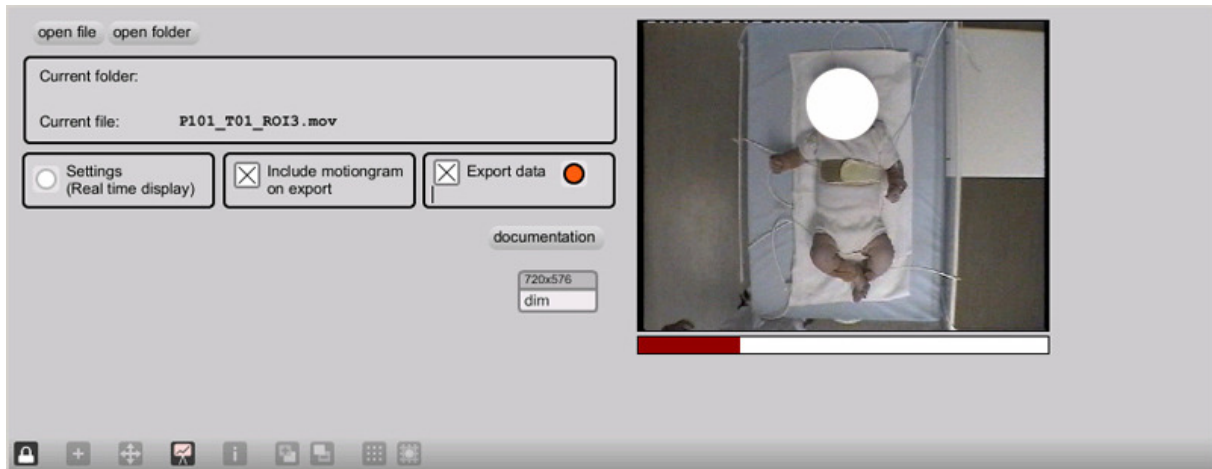 open file open folder
Current folder:
Current file: P101_T01_ROI3.mov
Settings
(Real time display)
Include motiongram
on export
Export data
documentation
720x576
dim